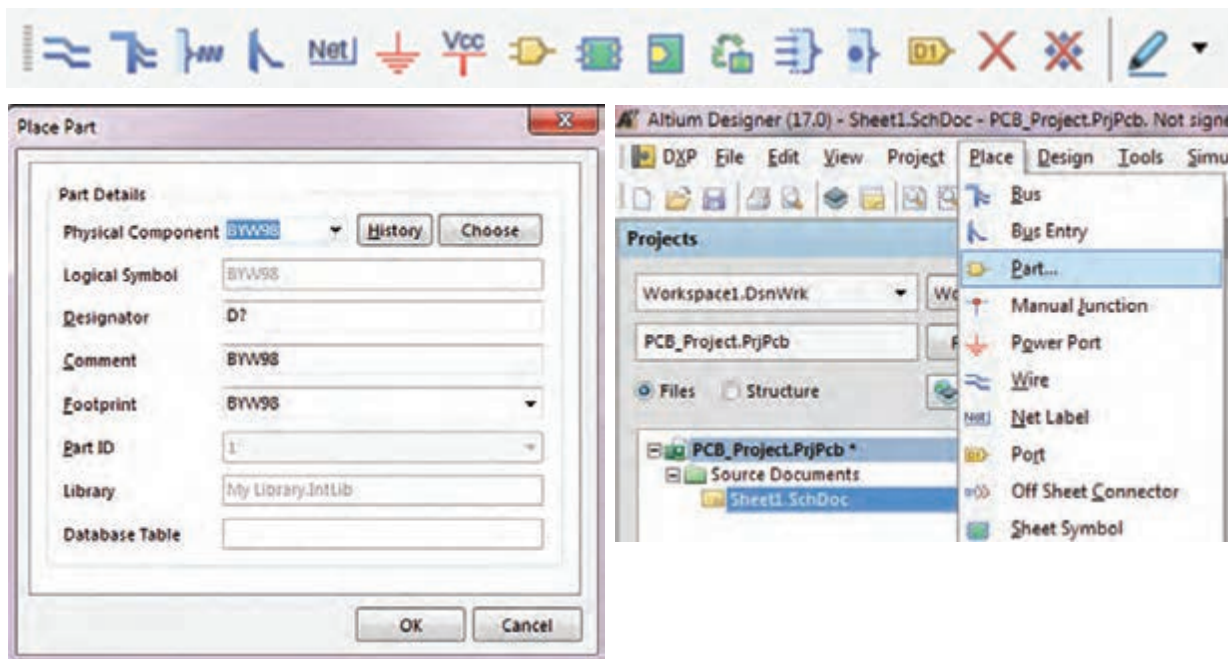 Net
Vcc
D1
Place Part
Part Details
Physical Component BYW98 History Choose
Logical Symbol BYW98
Designator D?
Comment BYW98
Footprint BYW98
Part ID 1
Library My Library.IntLib
Database Table
OK Cancel
Altium Designer (17.0) - Sheet1.SchDoc - PCB_Project.PrjPcb. Not signe
DXP File Edit View Project Place Design Tools Simu
Projects
Workspace1.DsnWrk
Wo
PCB_Project.PrjPcb
Files Structure
PCB_Project.PrjPcb *
Source Documents
Sheet1.SchDoc
Bus
Bus Entry
Part...
Manual Junction
Power Port
Wire
Net Label
Port
Off Sheet Connector
Sheet Symbol